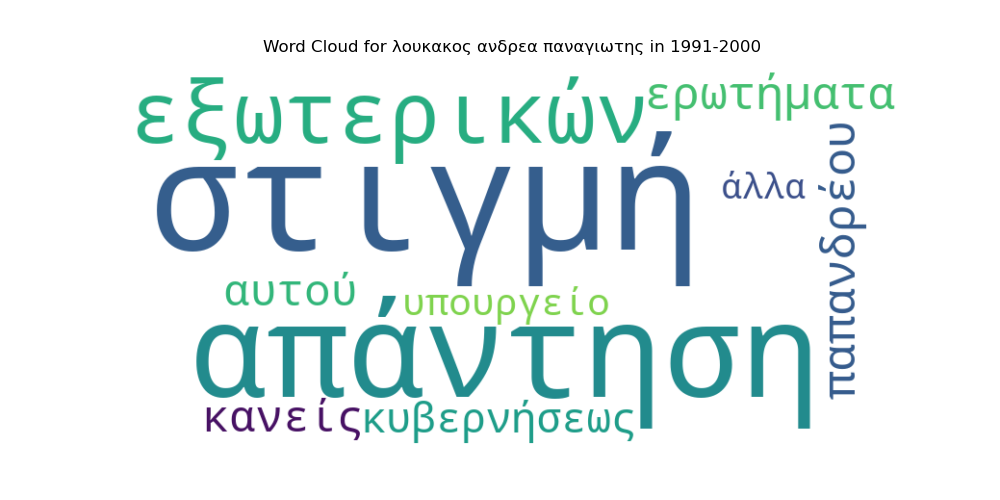 Word Cloud for λουκακος ανδρεα παναγιωτης in 1991-2000
εξωτερικών
ερωτήματα
στιγμή
άλλα
παπανδρέου
αυτού
υπουργείο
απάντηση
κανείς
κυβερνήσεως